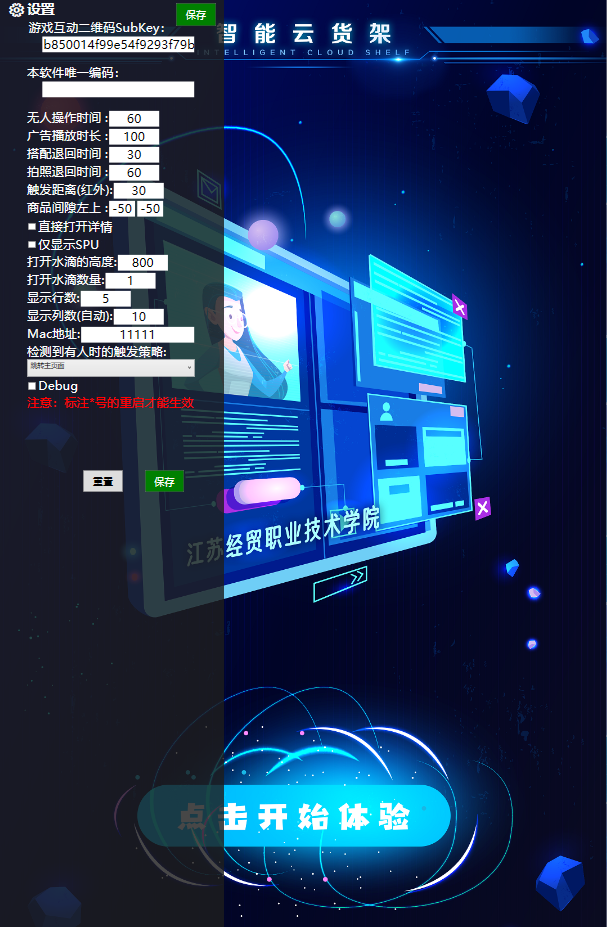 设置
保存
智能云货架
INTELLIGENT CLOUD SHELF
游戏互动二维码SubKey：
b850014f99e54f9293f79b
本软件唯一编码：
无人操作时间：60
广告播放时长：100
搭配退回时间：30
拍照退回时间：60
触发距离(红外):30
商品间隙左上：-50 -50
直接打开详情
仅显示SPU
打开水滴的高度:800
打开水滴数量:1
显示行数:5
显示列数(自动):10
Mac地址:11111
检测到有人时的触发策略:
跳转主页面
Debug
注意：标注*号的重启才能生效
重置
保存
江苏经贸职业技术学院
点击开始体验